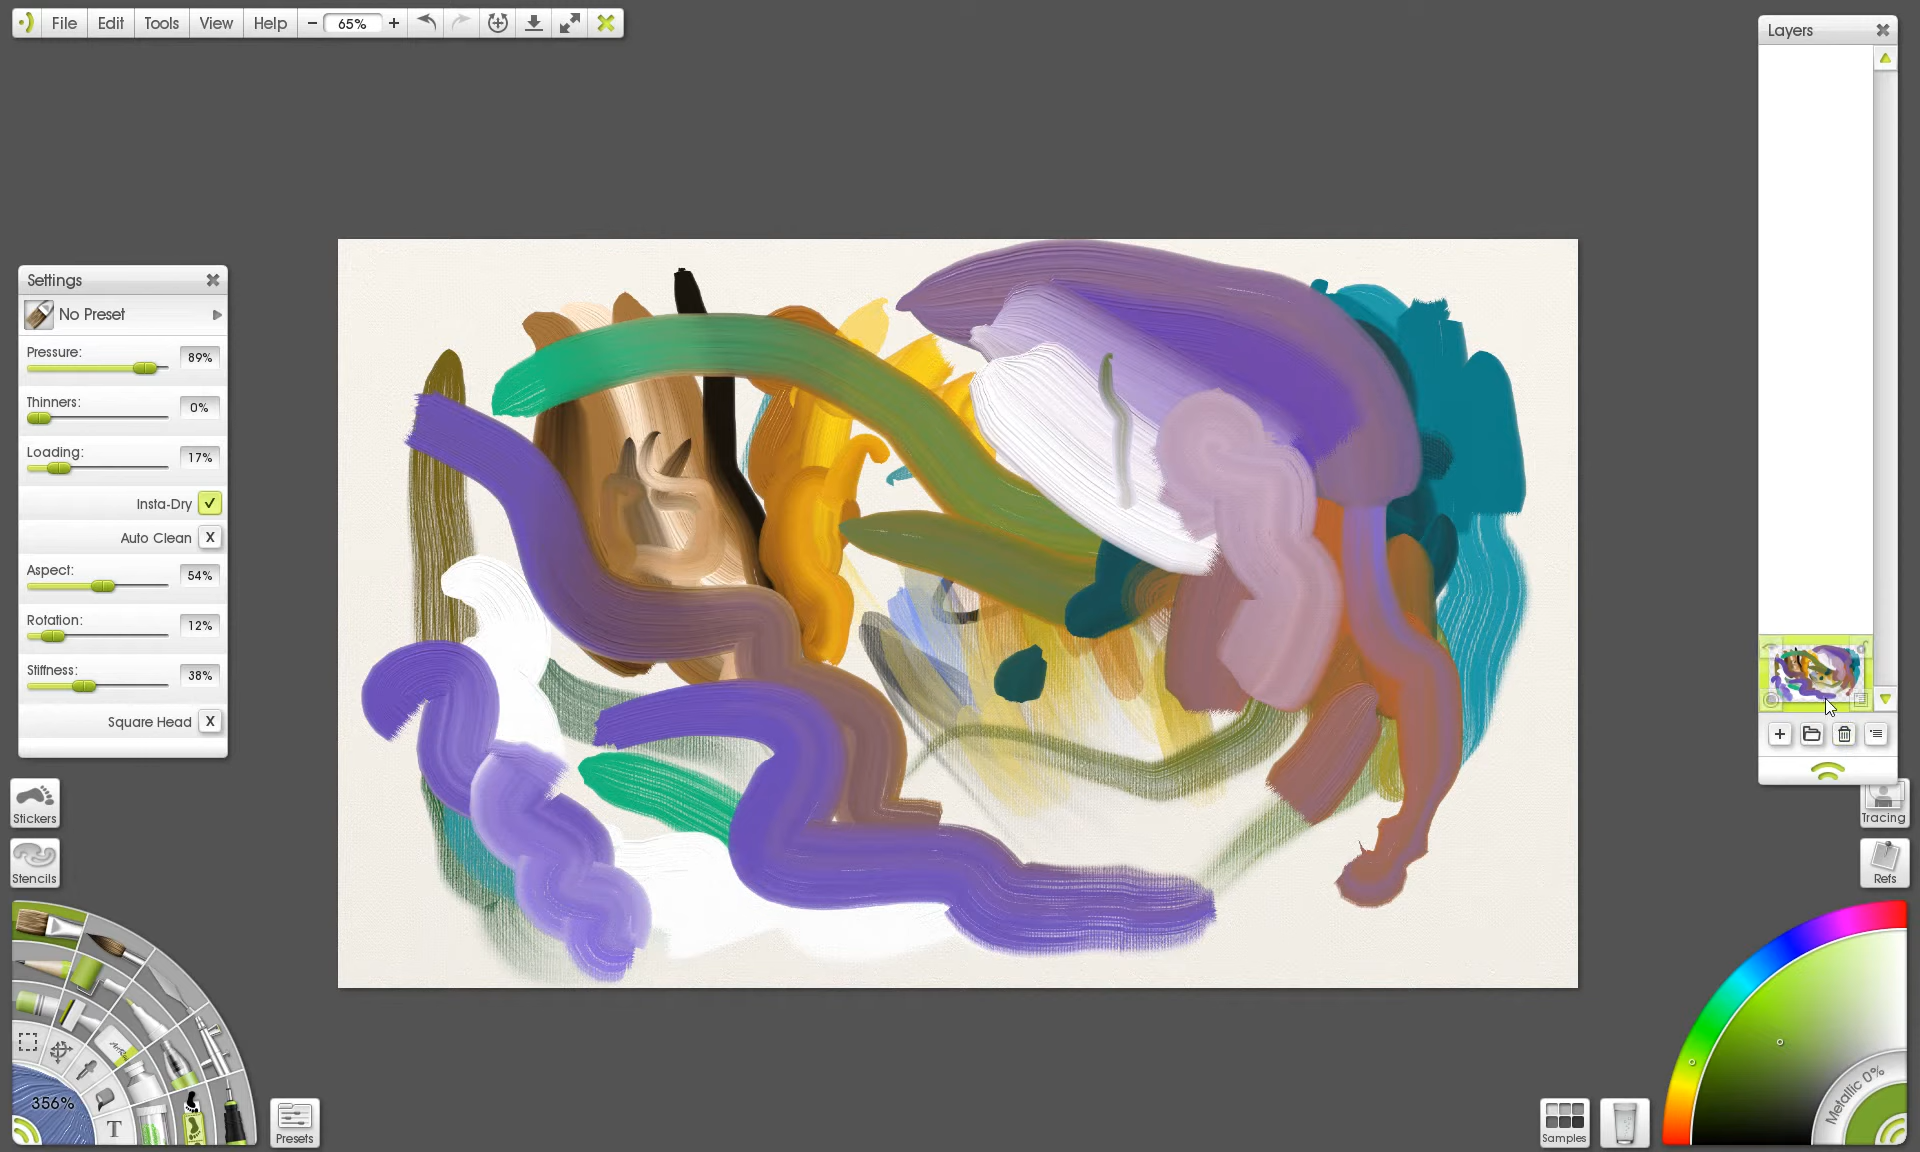 File Edit Tools View Help 65%
Layers
Settings
No Preset
Pressure: 89%
Thinners: 0%
Loading: 17%
Insta-Dry
Auto Clean X
Aspect: 54%
Rotation: 12%
Stiffness: 38%
Square Head X
Stickers
Stencils
Tracing
Refs
356%
T
Presets
Samples
Metallic 0%